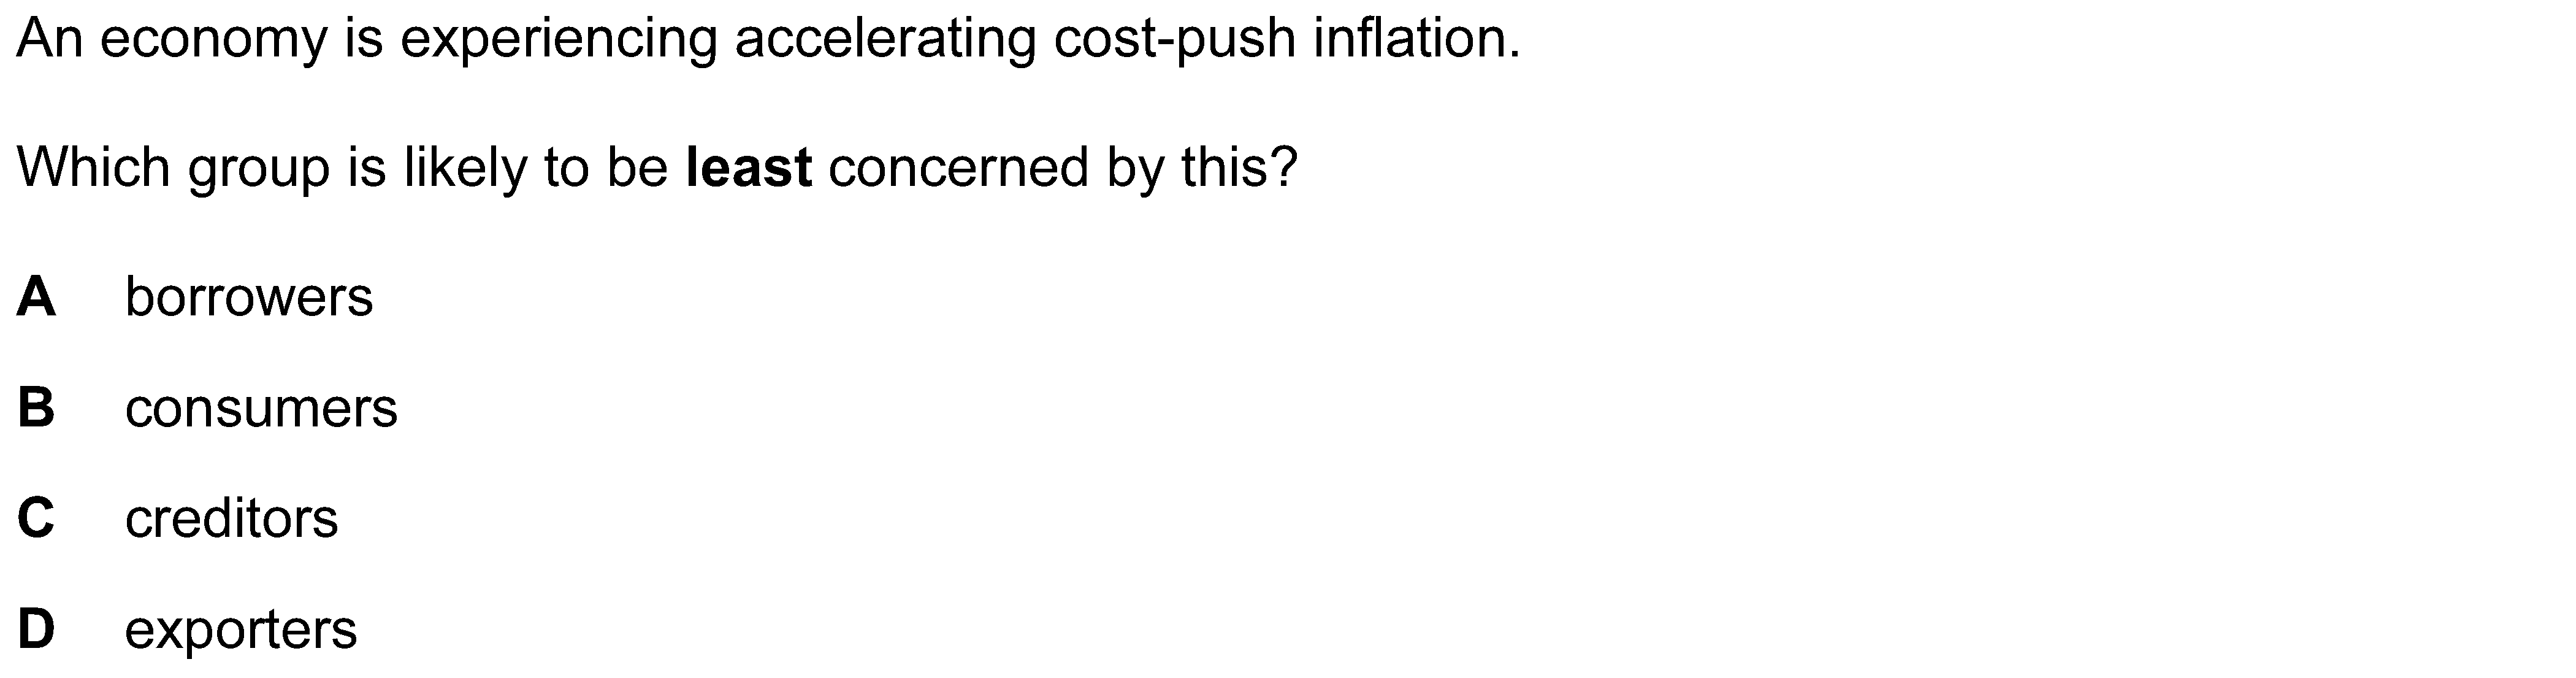 An economy is experiencing accelerating cost-push inflation.
Which group is likely to be least concerned by this?
A borrowers
B consumers
C creditors
D exporters